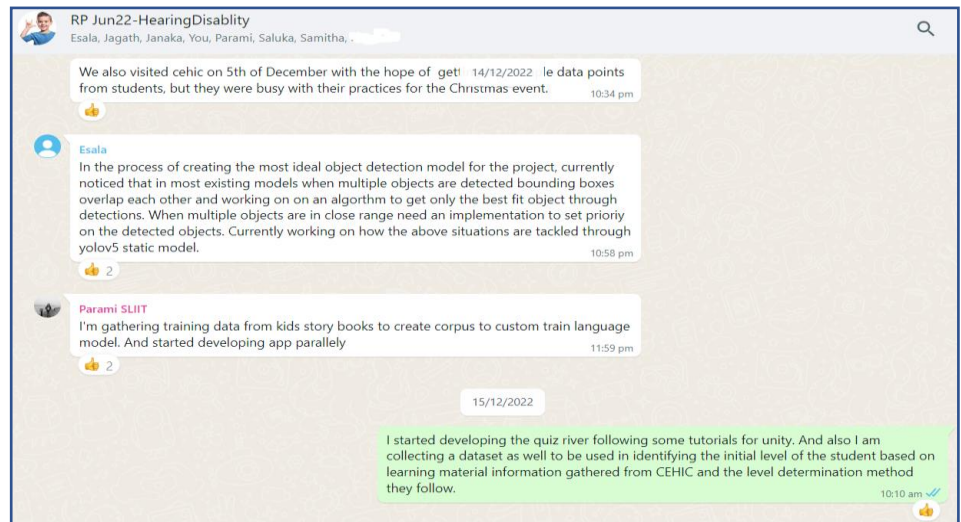 RP Jun22-HearingDisablity
Esala, Jagath, Janaka, You, Parami, Saluka, Samitha,
We also visited cehic on 5th of December with the hope of get 14/12/2022 le data points
from students, but they were busy with their practices for the Christmas event.
10:34 pm
Esala
In the process of creating the most ideal object detection model for the project, currently
noticed that in most existing models when multiple objects are detected bounding boxes
overlap each other and working on on an algorthm to get only the best fit object through
detections. When multiple objects are in close range need an implementation to set prioriy
on the detected objects. Currently working on how the above situations are tackled through
yolov5 static model.
10:58 pm
2
Parami SLIIT
I'm gathering training data from kids story books to create corpus to custom train language
model. And started developing app parallely
11:59 pm
2
15/12/2022
I started developing the quiz river following some tutorials for unity. And also I am
collecting a dataset as well to be used in identifying the initial level of the student based on
learning material information gathered from CEHIC and the level determination method
they follow.
10:10 am